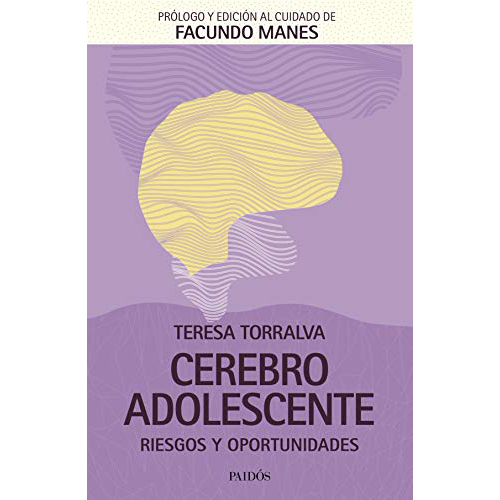 PRÓLOGO Y EDICIÓN AL CUIDADO DE
FACUNDO MANES
TERESA TORRALVA
CEREBRO
ADOLESCENTE
RIESGOS Y OPORTUNIDADES
PAIDÓS